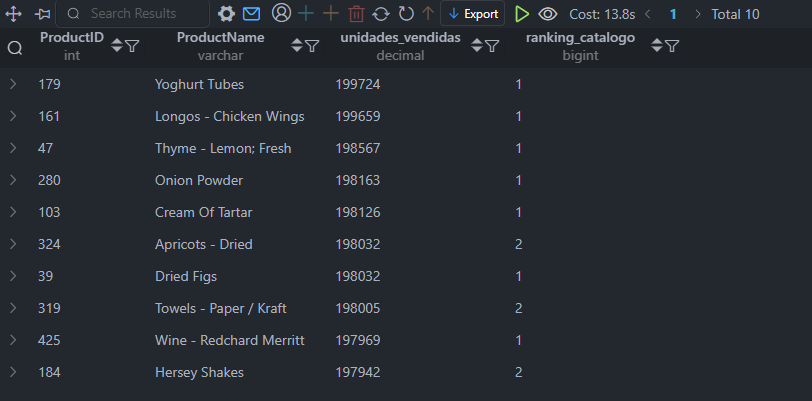 Search Results Export Cost: 13.8s 1 Total 10
ProductID ProductName unidades_vendidas ranking_catalogo
int varchar decimal bigint
179 Yoghurt Tubes 199724 1
161 Longos - Chicken Wings 199659 1
47 Thyme - Lemon; Fresh 198567 1
280 Onion Powder 198163 1
103 Cream Of Tartar 198126 1
324 Apricots - Dried 198032 2
39 Dried Figs 198032 1
319 Towels - Paper / Kraft 198005 2
425 Wine - Redchard Merritt 197969 1
184 Hersey Shakes 197942 2